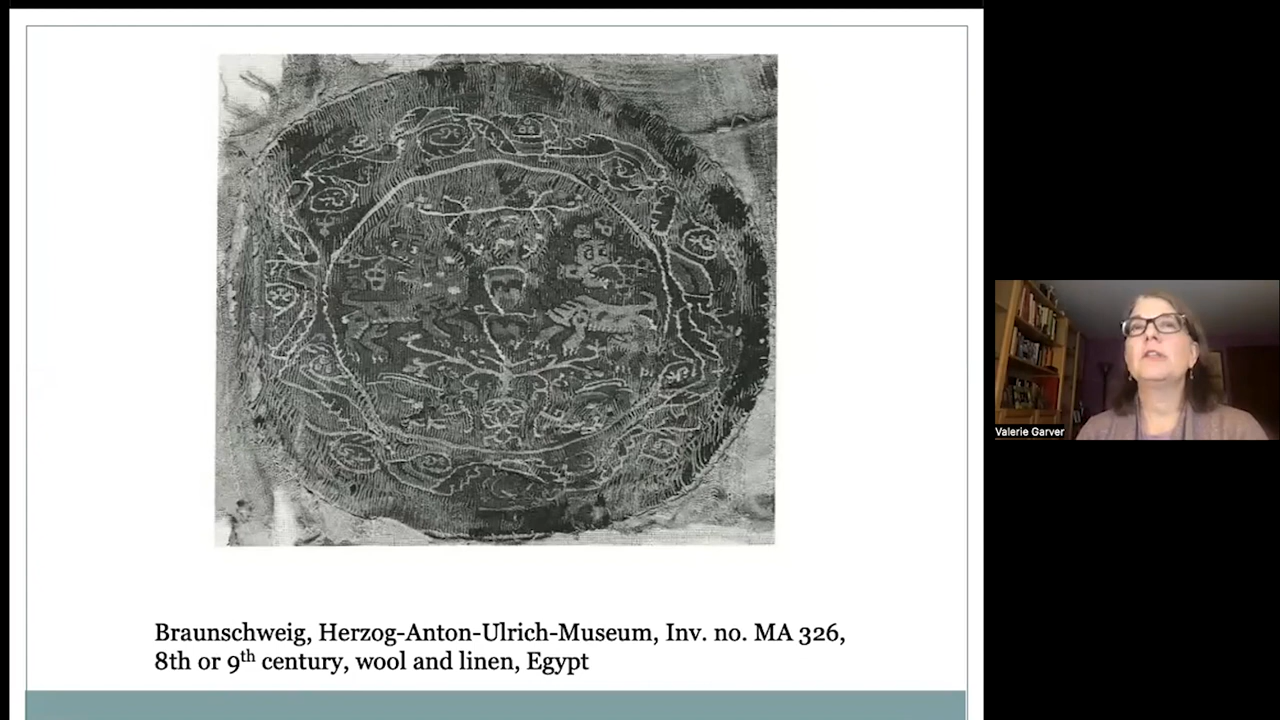 Braunschweig, Herzog-Anton-Ulrich-Museum, Inv. no. MA 326,
8th or 9th century, wool and linen, Egypt
Valerie Garver